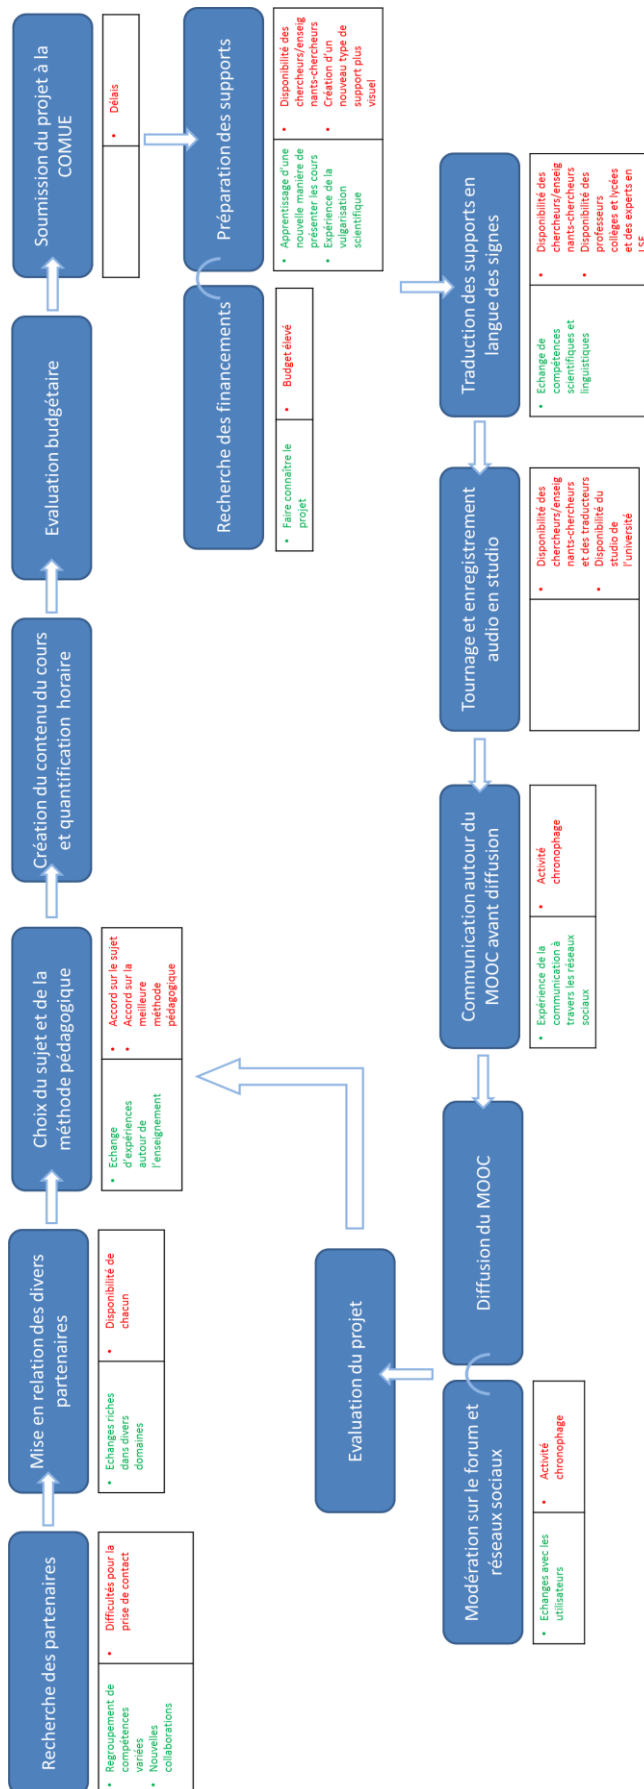 Recherche des partenaires
• Regroupement de
compétences
variées
• Nouvelles
collaborations
• Difficultés pour la
prise de contact
Mise en relation des divers
partenaires
• Echanges riches
dans divers
domaines
• Disponibilité de
chacun
Choix du sujet et de la
méthode pédagogique
• Echange
d'expériences
autour de
l'enseignement
• Accord sur le sujet
• Accord sur la
meilleure
méthode
pédagogique
Création du contenu du cours
et quantification horaire
Evaluation budgétaire
Soumission du projet à la
COMUE
• Délais
Recherche des financements
• Faire connaître le
projet
• Budget élevé
Préparation des supports
• Apprentissage d'une
nouvelle manière de
présenter les cours
• Expérience de la
vulgarisation
scientifique
• Disponibilité des
chercheurs/enseig
nants-chercheurs
• Création d'un
nouveau type de
support plus
visuel
Traduction des supports en
langue des signes
• Echange de
compétences
scientifiques et
linguistiques
• Disponibilité des
chercheurs/enseig
nants-chercheurs
• Disponibilité des
professeurs
collèges et lycées
et des experts en
LSF
Tournage et enregistrement
audio en studio
• Disponibilité des
chercheurs/enseig
nants-chercheurs
et des traducteurs
• Disponibilité du
studio de
l'université
Communication autour du
MOOC avant diffusion
• Expérience de la
communication à
travers les réseaux
sociaux
• Activité
chronophage
Diffusion du MOOC
Modération sur le forum et
réseaux sociaux
• Echanges avec les
utilisateurs
• Activité
chronophage
Evaluation du projet